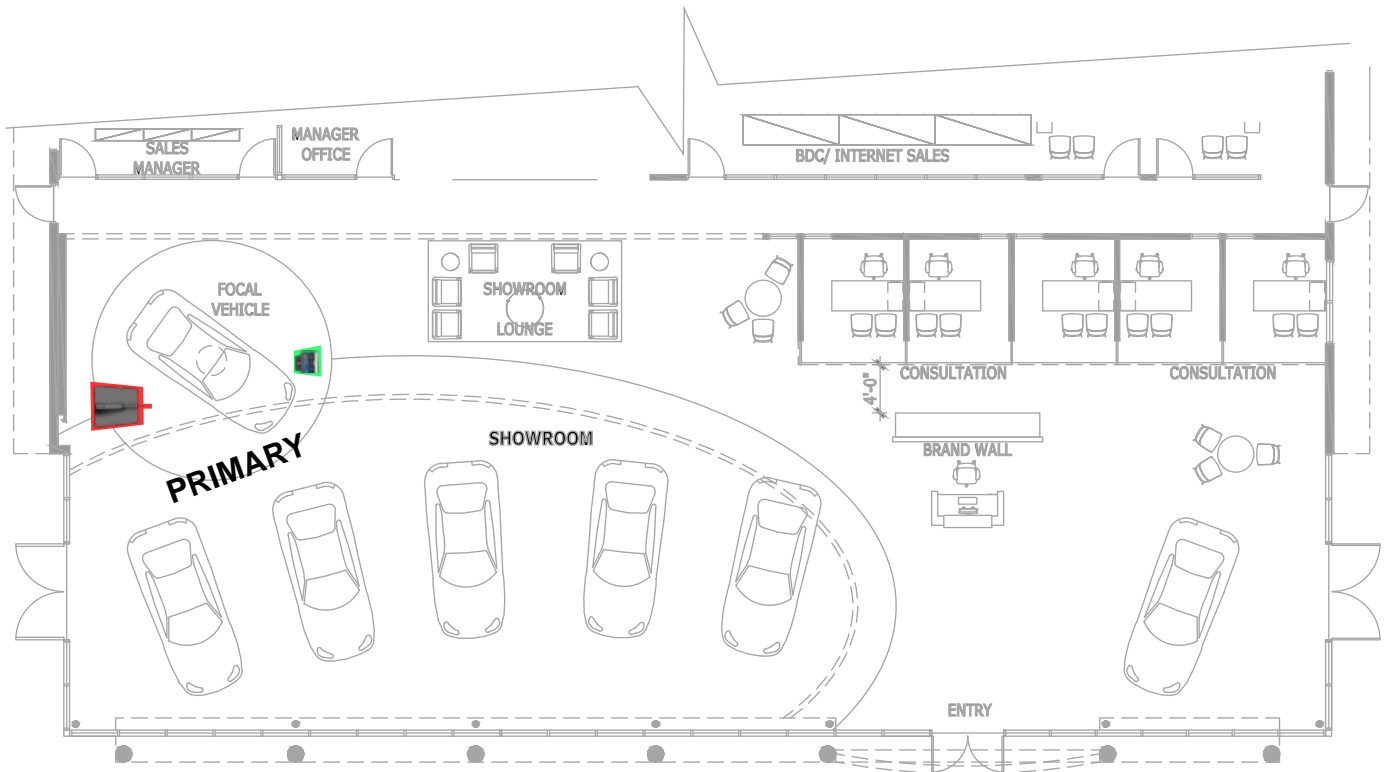 SALES
MANAGER
MANAGER
OFFICE
BDC/ INTERNET SALES
FOCAL
VEHICLE
SHOWROOM
LOUNGE
CONSULTATION
CONSULTATION
4'-0"
PRIMARY
SHOWROOM
BRAND WALL
ENTRY